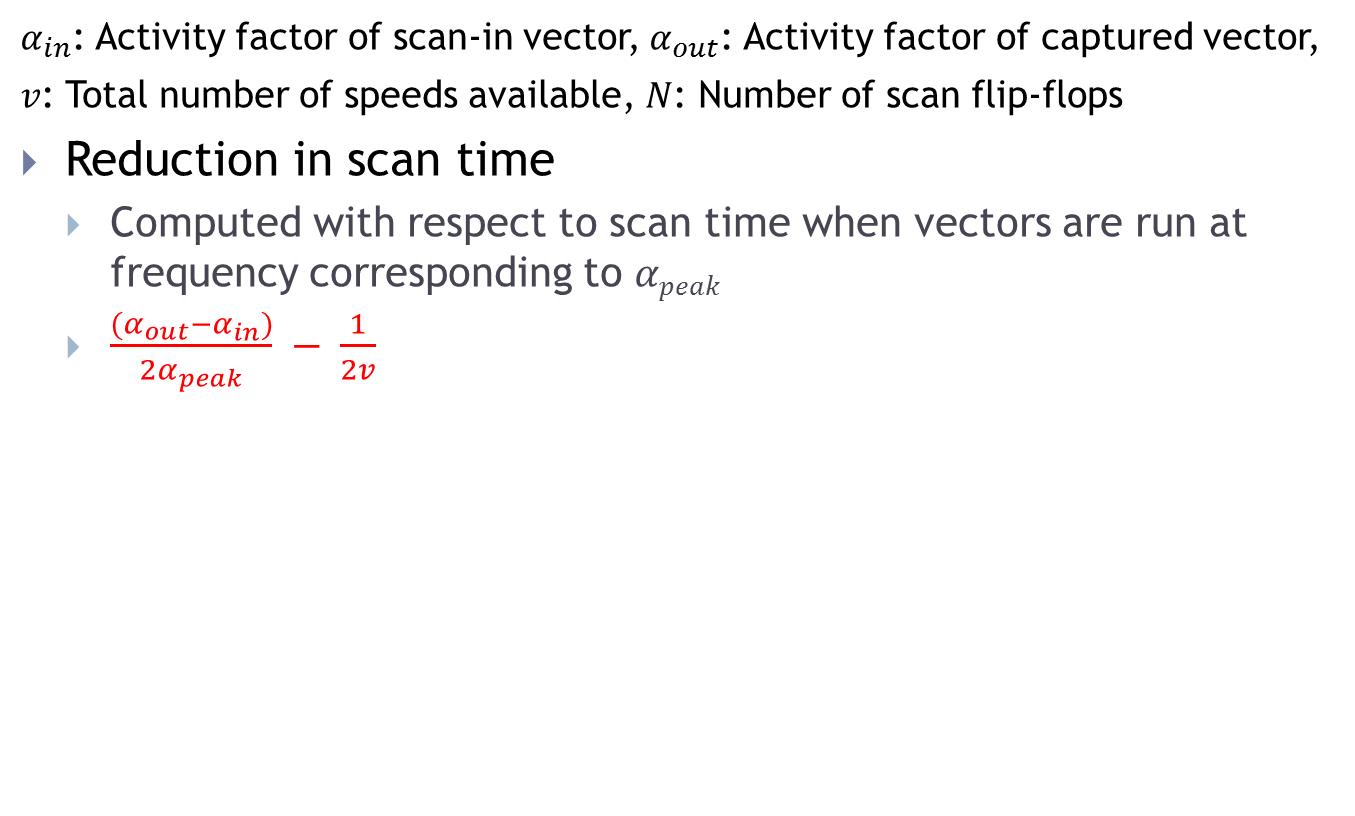 α_in: Activity factor of scan-in vector, α_out: Activity factor of captured vector,
v: Total number of speeds available, N: Number of scan flip-flops
Reduction in scan time
Computed with respect to scan time when vectors are run at
frequency corresponding to α_peak
(α_out−α_in)/2α_peak − 1/2v